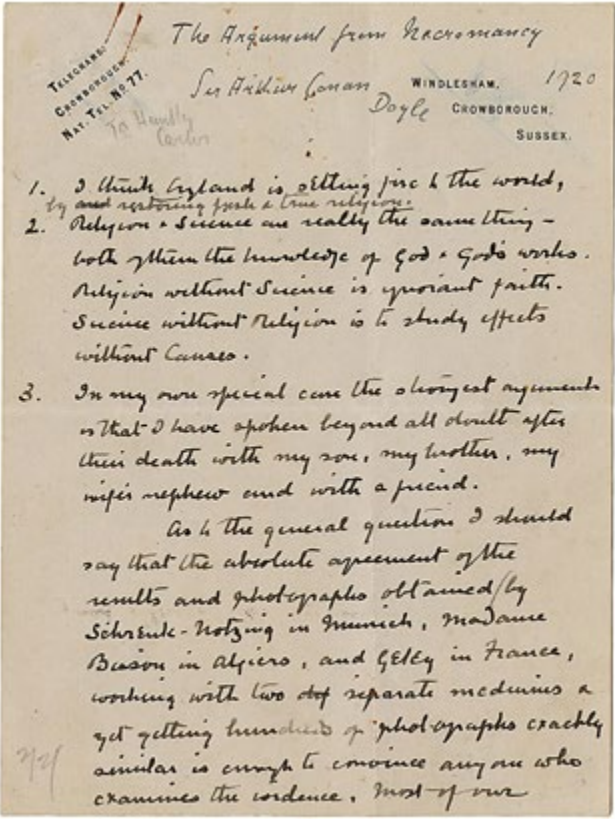 The Argument from Necromancy
TELEGRAMS:
CROWBOROUGH.
NAT. TEL. NO. 77.
Sir Arthur Conan
Doyle
WINDLESHAM,
CROWBOROUGH,
SUSSEX.
1920
To Huntly
Carter
1. I think England is setting fire to the world,
by and restoring fresh & true religion.
2. Religion & Science are really the same thing –
both of them the knowledge of God & God's works.
Religion without Science is ignorant faith.
Science without Religion is to study effects
without Causes.
3. In my own special case the strongest argument
is that I have spoken beyond all doubt after
their death with my son, my brother, my
wife's nephew and with a friend.
As to the general question I should
say that the absolute agreement of the
results and photographs obtained by
Schrenk-Notzing in Munich, Madame
Bisson in Algiers, and Geley in France,
working with two separate mediums &
yet getting hundreds of photographs exactly
similar is enough to convince anyone who
examines the evidence. Most of our